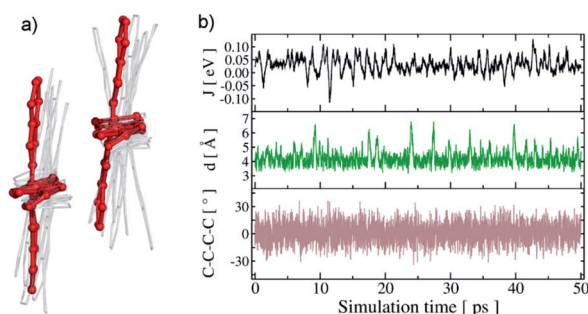 a)
b)
J [ eV ]
0.10
0.05
0.00
-0.05
-0.10
d [ Å ]
7
6
5
4
3
C-C-C-C [ ° ]
30
0
-30
0 10 20 30 40 50
Simulation time [ ps ]